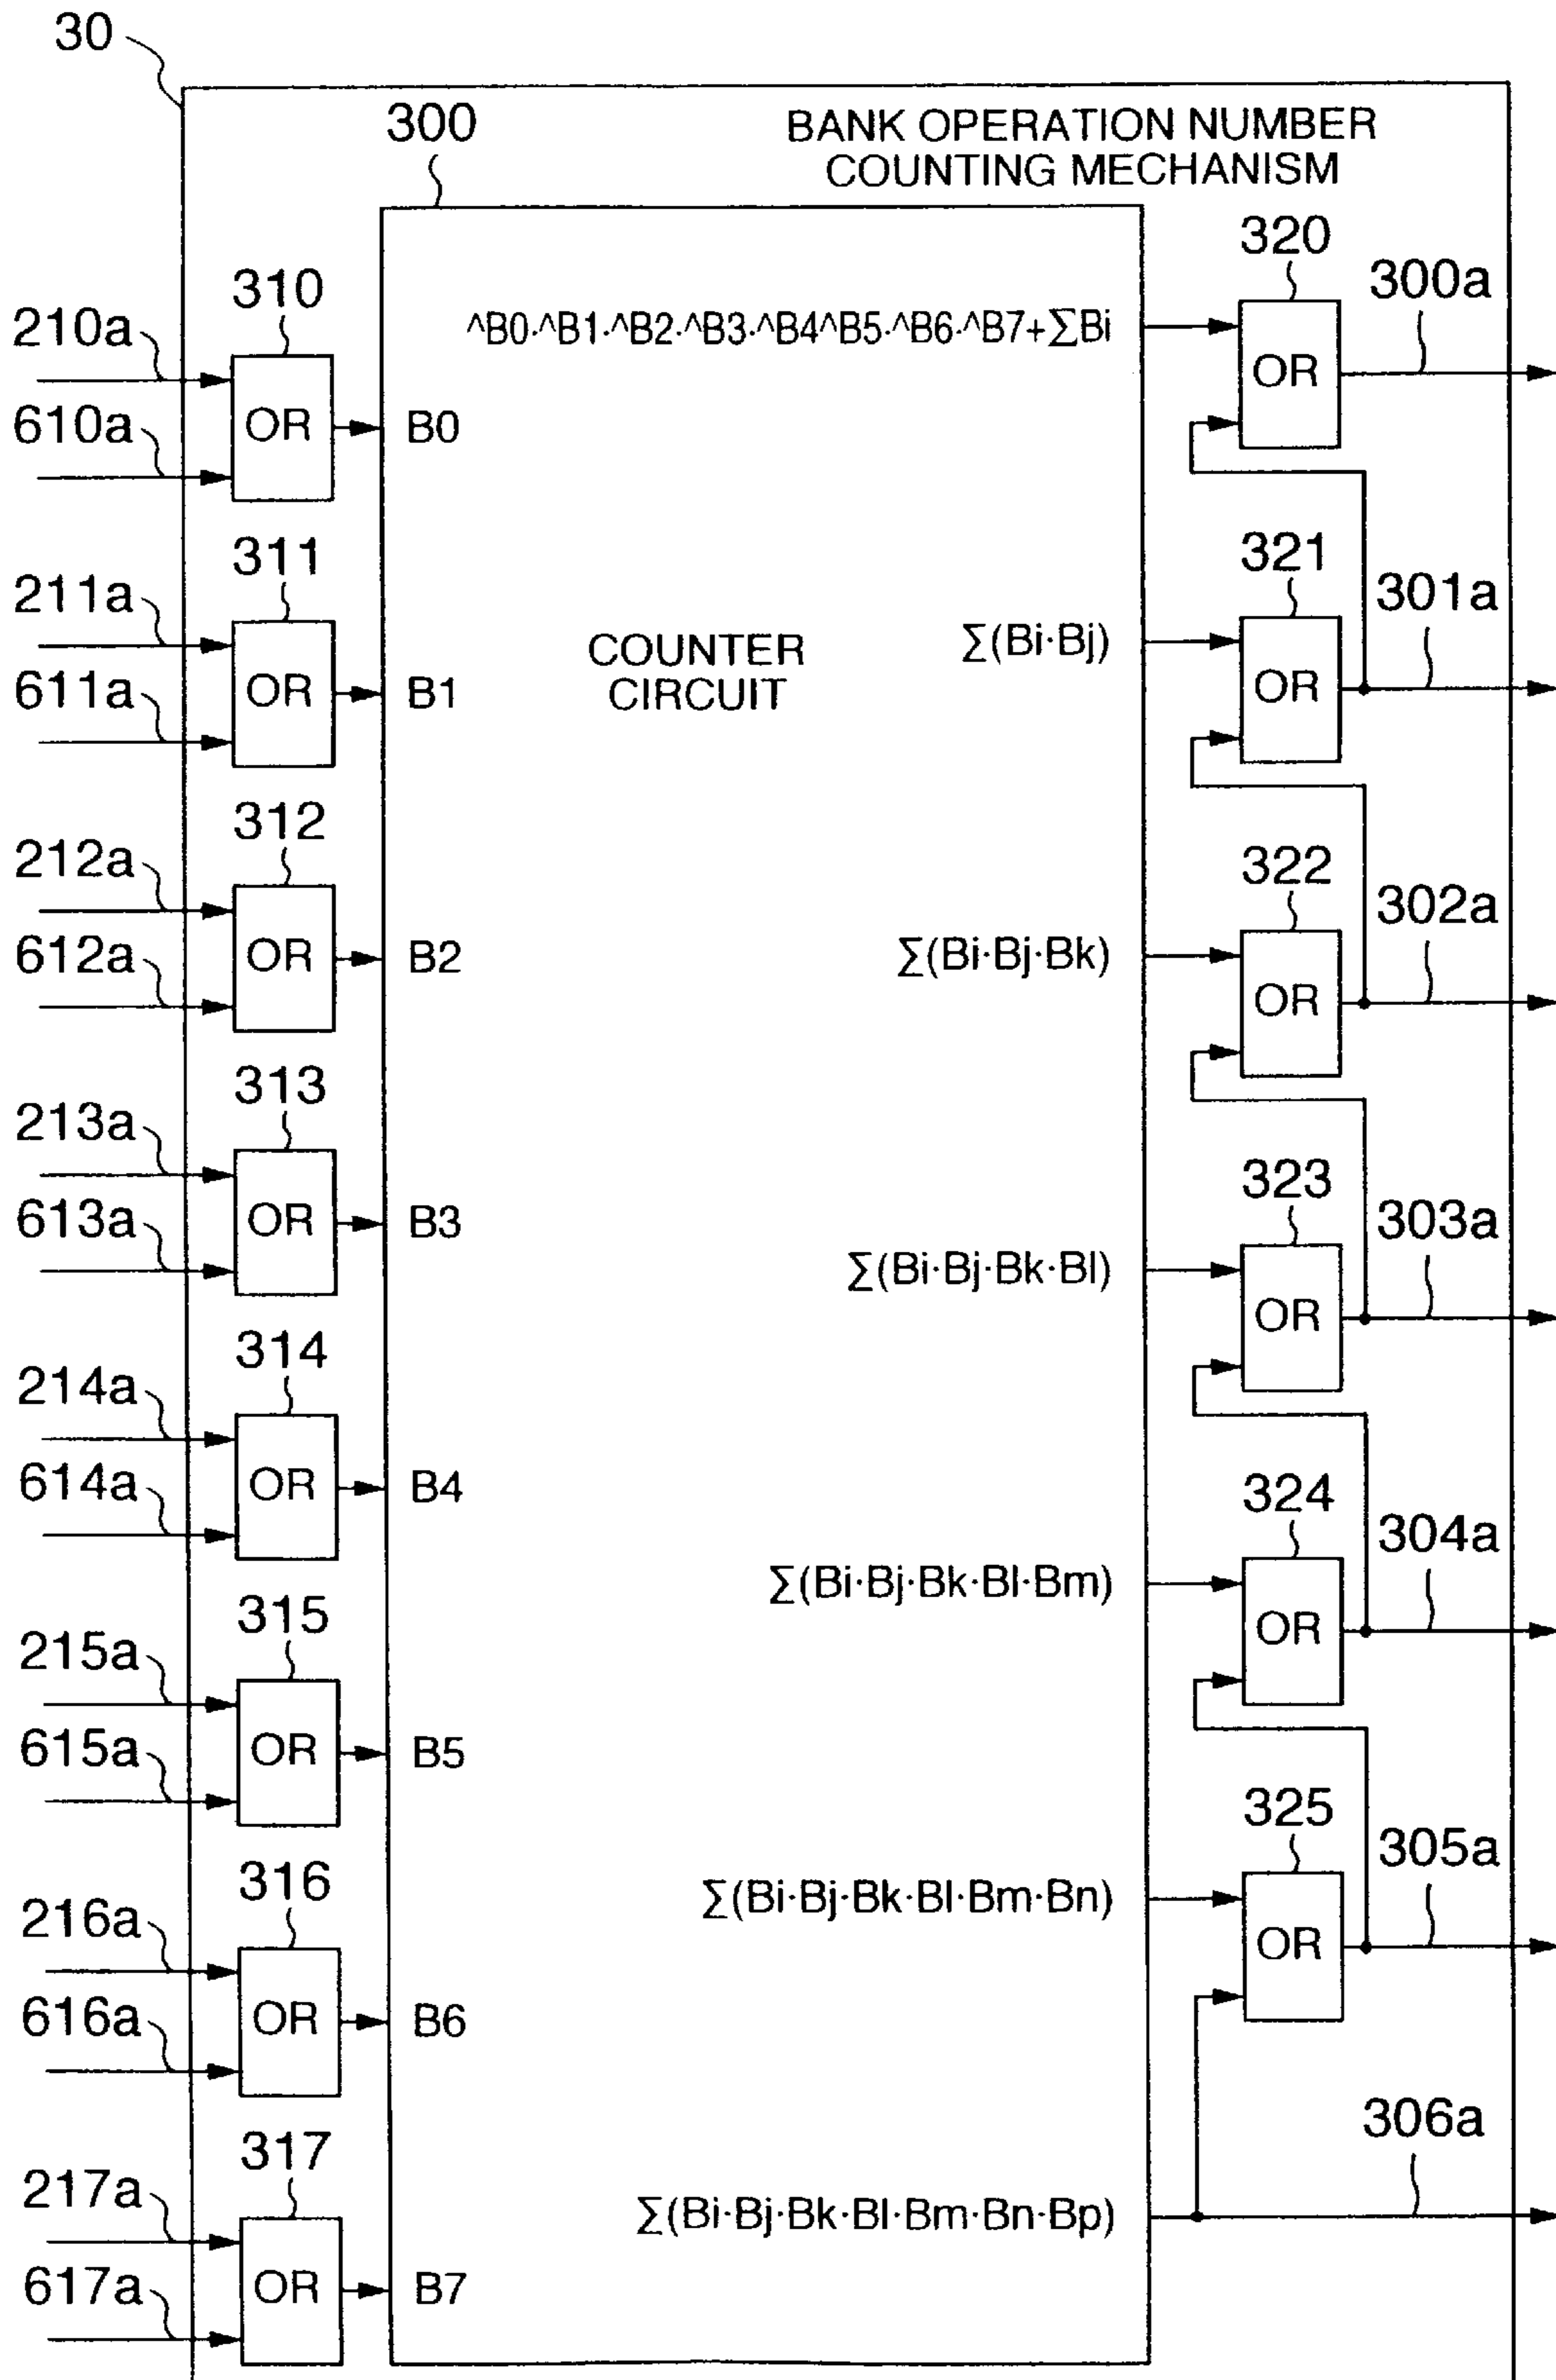 30
300
BANK OPERATION NUMBER
COUNTING MECHANISM
320
300a
310
^B0·^B1·^B2·^B3·^B4^B5·^B6·^B7+∑Bi
210a
OR
OR
B0
610a
311
321
211a
301a
COUNTER
CIRCUIT
∑(Bi·Bj)
OR
B1
OR
611a
312
322
212a
302a
∑(Bi·Bj·Bk)
OR
B2
OR
612a
313
323
213a
303a
OR
B3
∑(Bi·Bj·Bk·Bl)
OR
613a
314
324
214a
304a
OR
B4
614a
∑(Bi·Bj·Bk·Bl·Bm)
OR
315
325
215a
305a
OR
B5
615a
∑(Bi·Bj·Bk·Bl·Bm·Bn)
OR
316
216a
OR
B6
616a
317
306a
217a
∑(Bi·Bj·Bk·Bl·Bm·Bn·Bp)
OR
B7
617a